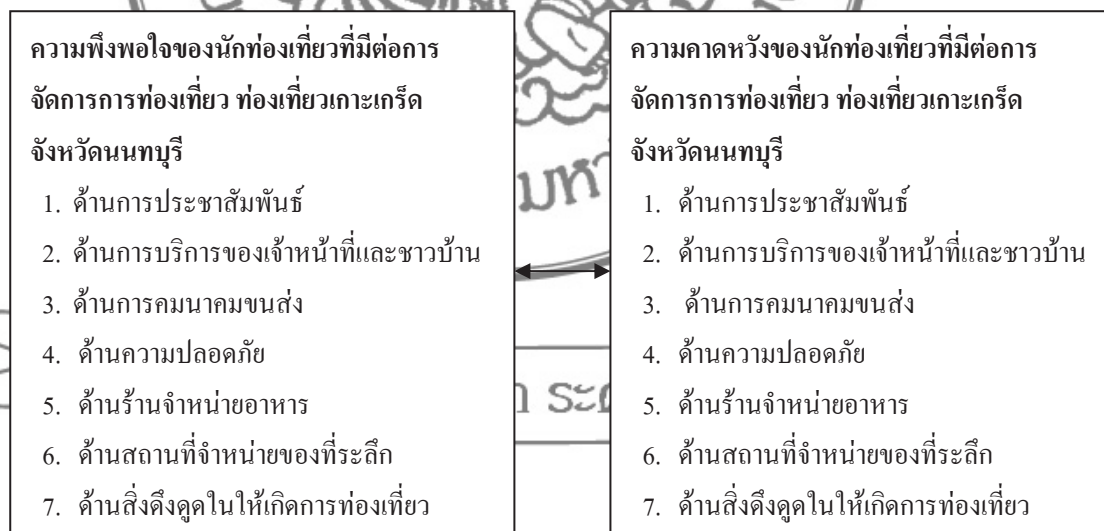 ความพึงพอใจของนักท่องเที่ยวที่มีต่อการ
จัดการการท่องเที่ยว ท่องเที่ยวเกาะเกร็ด
จังหวัดนนทบุรี
1. ด้านการประชาสัมพันธ์
2. ด้านการบริการของเจ้าหน้าที่และชาวบ้าน
3. ด้านการคมนาคมขนส่ง
4. ด้านความปลอดภัย
5. ด้านร้านจำหน่ายอาหาร
6. ด้านสถานที่จำหน่ายของที่ระลึก
7. ด้านสิ่งดึงดูดในให้เกิดการท่องเที่ยว
ความคาดหวังของนักท่องเที่ยวที่มีต่อการ
จัดการการท่องเที่ยว ท่องเที่ยวเกาะเกร็ด
จังหวัดนนทบุรี
1. ด้านการประชาสัมพันธ์
2. ด้านการบริการของเจ้าหน้าที่และชาวบ้าน
3. ด้านการคมนาคมขนส่ง
4. ด้านความปลอดภัย
5. ด้านร้านจำหน่ายอาหาร
6. ด้านสถานที่จำหน่ายของที่ระลึก
7. ด้านสิ่งดึงดูดในให้เกิดการท่องเที่ยว